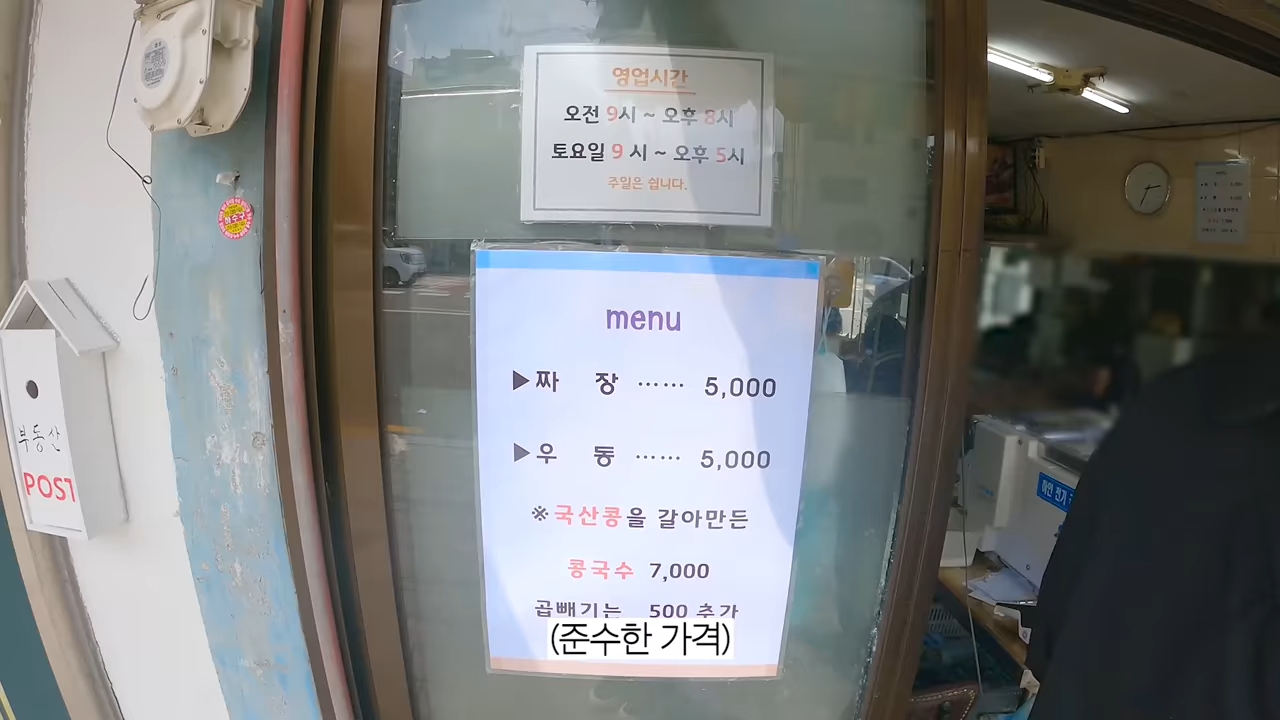 영업시간
오전 9시 ~ 오후 8시
토요일 9 시 ~ 오후 5시
주일은 쉽니다.
menu
▶짜 장 …… 5,000
▶우 동 …… 5,000
※국산콩을 갈아만든
콩국수 7,000
곱빼기는 500 추가
(준수한 가격)
부동산
POST
하수구